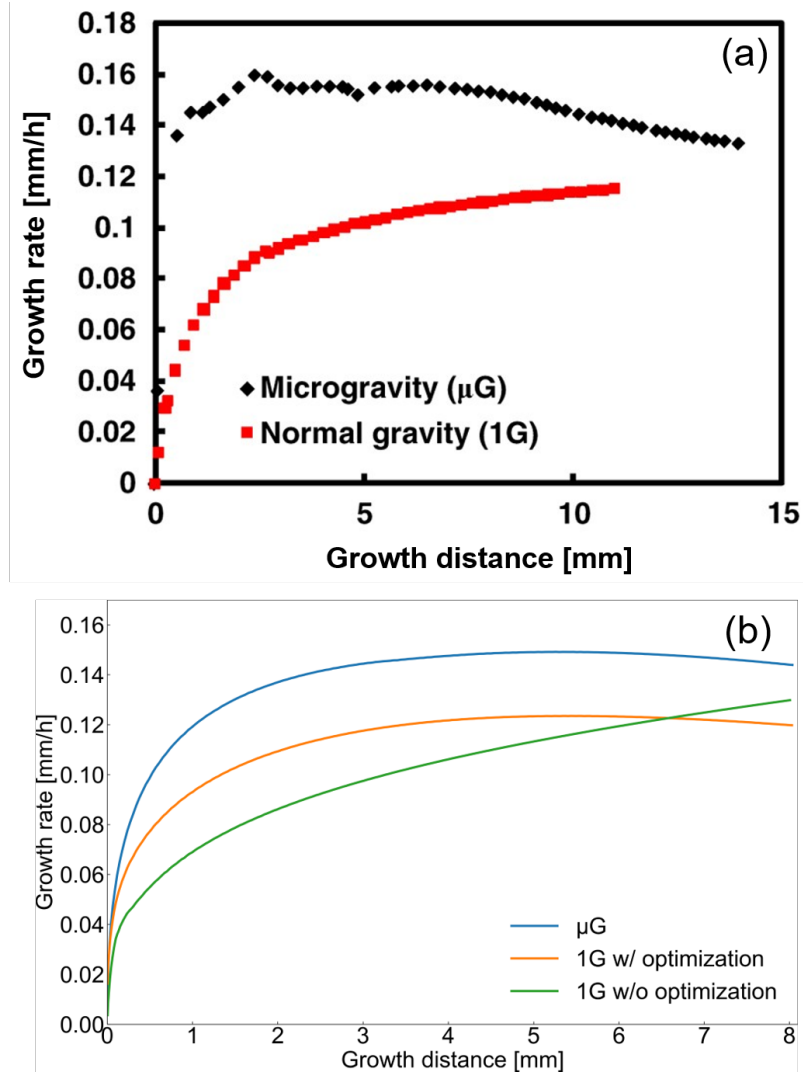 (a)
Growth rate [mm/h]
0.18
0.16
0.14
0.12
0.1
0.08
0.06
0.04
0.02
0
Microgravity (µG)
Normal gravity (1G)
0 5 10 15
Growth distance [mm]
(b)
Growth rate [mm/h]
0.16
0.14
0.12
0.10
0.08
0.06
0.04
0.02
0.00
µG
1G w/ optimization
1G w/o optimization
0 1 2 3 4 5 6 7 8
Growth distance [mm]